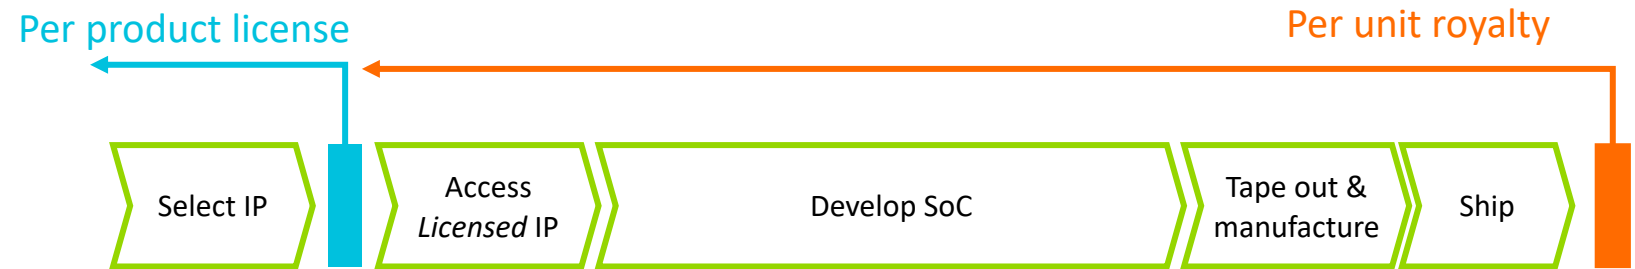 Per product license
Per unit royalty
Select IP
Access
Licensed IP
Develop SoC
Tape out &
manufacture
Ship